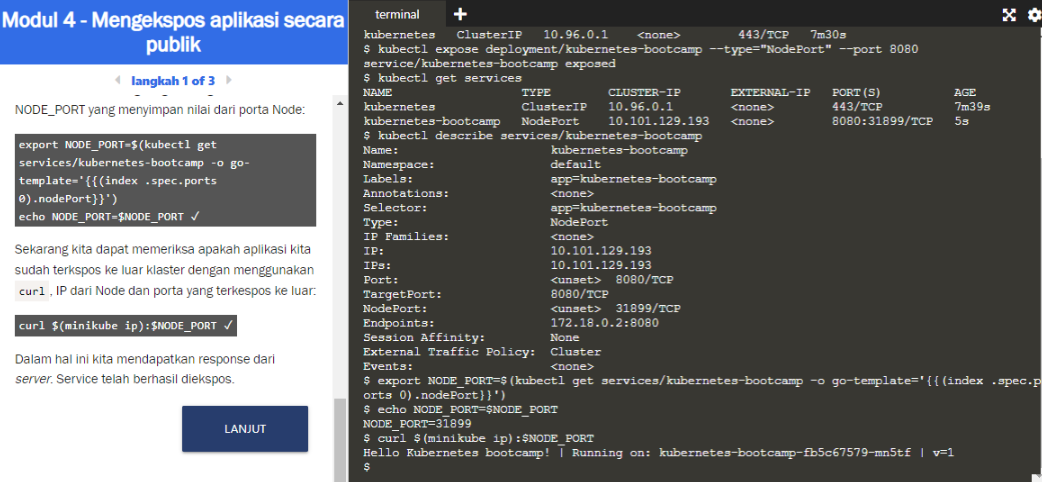 Modul 4 - Mengekspos aplikasi secara
publik
langkah 1 of 3
NODE_PORT yang menyimpan nilai dari porta Node:
export NODE_PORT=$(kubectl get
services/kubernetes-bootcamp -o go-
template='{{(index .spec.ports
0).nodePort}}')
echo NODE_PORT=$NODE_PORT ✓
Sekarang kita dapat memeriksa apakah aplikasi kita
sudah terkspos ke luar klaster dengan menggunakan
curl , IP dari Node dan porta yang terkespos ke luar:
curl $(minikube ip):$NODE_PORT ✓
Dalam hal ini kita mendapatkan response dari
server. Service telah berhasil diekspos.
LANJUT
terminal +
kubernetes ClusterIP 10.96.0.1 <none> 443/TCP 7m30s
$ kubectl expose deployment/kubernetes-bootcamp --type="NodePort" --port 8080
service/kubernetes-bootcamp exposed
$ kubectl get services
NAME TYPE CLUSTER-IP EXTERNAL-IP PORT(S) AGE
kubernetes ClusterIP 10.96.0.1 <none> 443/TCP 7m39s
kubernetes-bootcamp NodePort 10.101.129.193 <none> 8080:31899/TCP 5s
$ kubectl describe services/kubernetes-bootcamp
Name: kubernetes-bootcamp
Namespace: default
Labels: app=kubernetes-bootcamp
Annotations: <none>
Selector: app=kubernetes-bootcamp
Type: NodePort
IP Families: <none>
IP: 10.101.129.193
IPs: 10.101.129.193
Port: <unset> 8080/TCP
TargetPort: 8080/TCP
NodePort: <unset> 31899/TCP
Endpoints: 172.18.0.2:8080
Session Affinity: None
External Traffic Policy: Cluster
Events: <none>
$ export NODE_PORT=$(kubectl get services/kubernetes-bootcamp -o go-template='{{(index .spec.p
orts 0).nodePort}}')
$ echo NODE_PORT=$NODE_PORT
NODE_PORT=31899
$ curl $(minikube ip):$NODE_PORT
Hello Kubernetes bootcamp! | Running on: kubernetes-bootcamp-fb5c67579-mn5tf | v=1
$